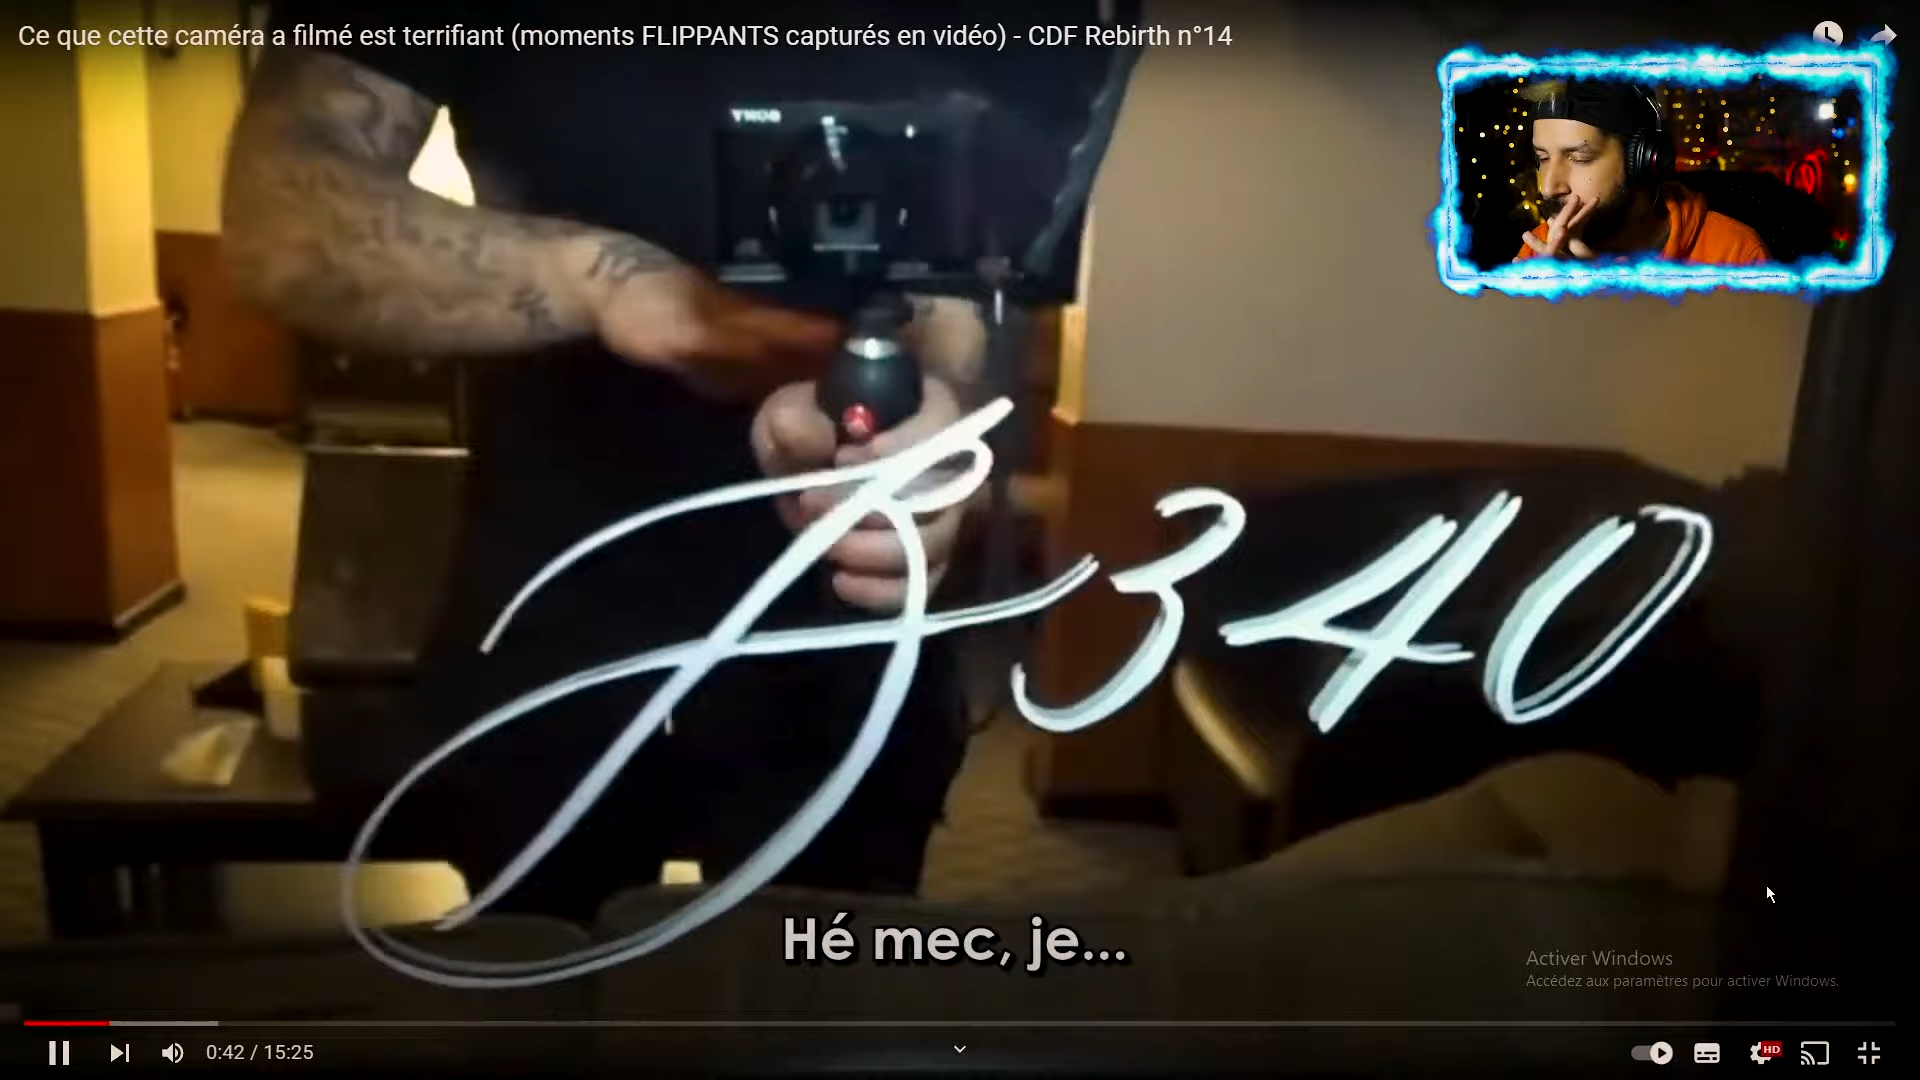 Ce que cette caméra a filmé est terrifiant (moments FLIPPANTS capturés en vidéo) - CDF Rebirth n°14
SONY
340
Hé mec, je...
Activer Windows
Accédez aux paramètres pour activer Windows.
0:42 / 15:25
HD